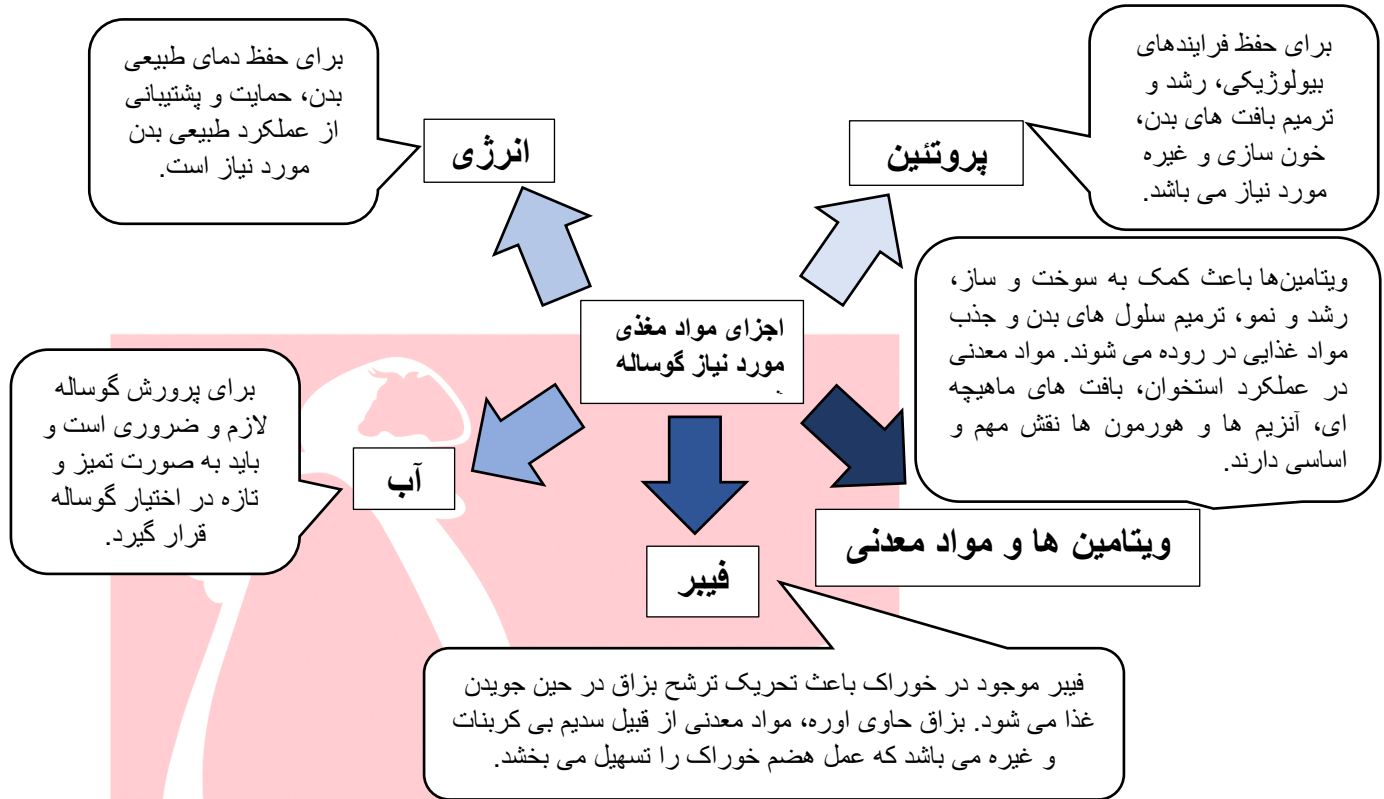 برای حفظ فرایندهای
بیولوژیکی، رشد و
ترمیم بافت های بدن،
خون سازی و غیره
مورد نیاز می باشد.
پروتئین
برای حفظ دمای طبیعی
بدن، حمایت و پشتیبانی
از عملکرد طبیعی بدن
مورد نیاز است.
انرژی
ویتامین‌ها باعث کمک به سوخت و ساز،
رشد و نمو، ترمیم سلول های بدن و جذب
مواد غذایی در روده می شوند. مواد معدنی
در عملکرد استخوان، بافت های ماهیچه
ای، آنزیم ها و هورمون ها نقش مهم و
اساسی دارند.
اجزای مواد مغذی
مورد نیاز گوساله
برای پرورش گوساله
لازم و ضروری است و
باید به صورت تمیز و
تازه در اختیار گوساله
قرار گیرد.
آب
ویتامین ها و مواد معدنی
فیبر
فیبر موجود در خوراک باعث تحریک ترشح بزاق در حین جویدن
غذا می شود. بزاق حاوی اوره، مواد معدنی از قبیل سدیم بی کربنات
و غیره می باشد که عمل هضم خوراک را تسهیل می بخشد.